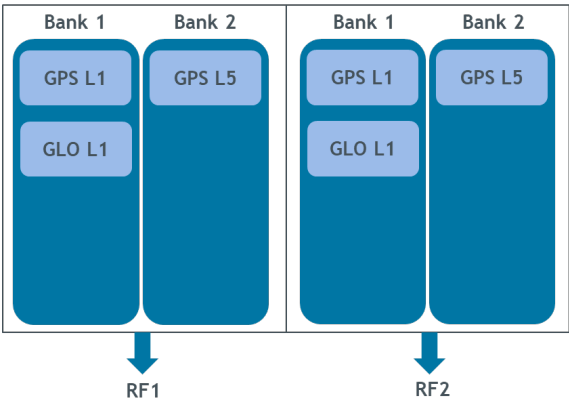 Bank 1 Bank 2 Bank 1 Bank 2
GPS L1 GPS L5 GPS L1 GPS L5
GLO L1 GLO L1
RF1 RF2